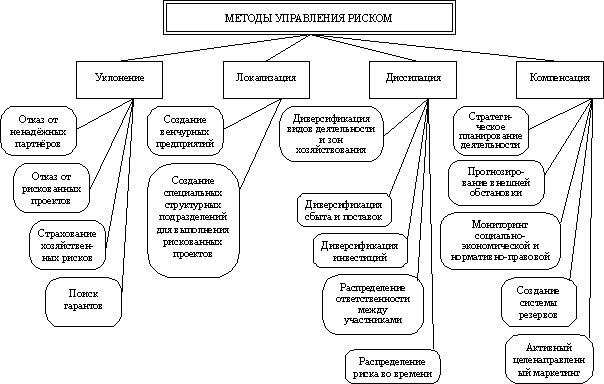 МЕТОДЫ УПРАВЛЕНИЯ РИСКОМ
Уклонение
Отказ от
ненадёжных
партнёров
Отказ от
рискованных
проектов
Страхование
хозяйствен-
ных рисков
Поиск
гарантов
Локализация
Создание
венчурных
предприятий
Создание
специальных
структурных
подразделений
для выполнения
рискованных
проектов
Диссипация
Диверсификация
видов деятельности
и зон
хозяйствования
Диверсификация
сбыта и поставок
Диверсификация
инвестиций
Распределение
ответственности
между
участниками
Распределение
риска во времени
Компенсация
Стратеги-
ческое
планирование
деятельности
Прогнозиро-
вание внешней
обстановки
Мониторинг
социально-
экономической и
нормативно-правовой
Создание
системы
резервов
Активный
целенаправлен
ный маркетинг